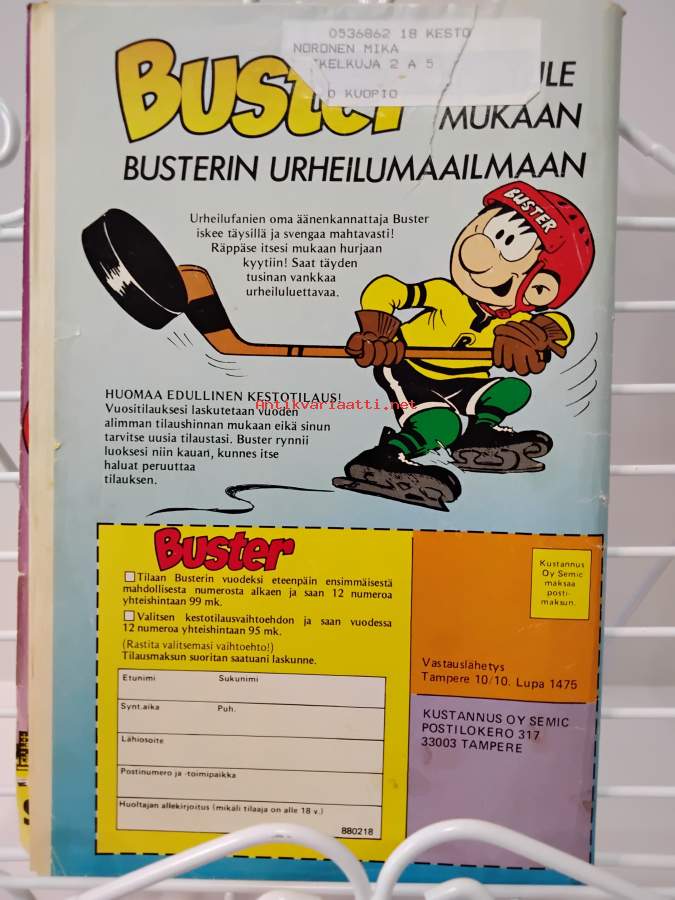 0536862 18 KESTO
NORONEN MIKA
KELKUJA 2 A 5
KUOPIO
BUSTER
MUKAAN
BUSTERIN URHEILUMAAILMAAN
BUSTER
Urheilufanien oma äänenkannattaja Buster
iskee täysillä ja svengaa mahtavasti!
Räppäse itsesi mukaan hurjaan
kyytiin! Saat täyden
tusinan vankkaa
urheiluluettavaa.
HUOMAA EDULLINEN KESTOTILAUS!
Vuositilauksesi laskutetaan vuoden
alimman tilaushinnan mukaan eikä sinun
tarvitse uusia tilaustasi. Buster rynnii
luoksesi niin kauan, kunnes itse
haluat peruuttaa
tilauksen.
Antikvariaatti.net
Buster
Tilaan Busterin vuodeksi eteenpäin ensimmäisestä
mahdollisesta numerosta alkaen ja saan 12 numeroa
yhteishintaan 99 mk.
Valitsen kestotilausvaihtoehdon ja saan vuodessa
12 numeroa yhteishintaan 95 mk.
(Rastita valitsemasi vaihtoehto!)
Tilausmaksun suoritan saatuani laskunne.
Etunimi Sukunimi
Synt.aika Puh.
Lähiosoite
Postinumero ja -toimipaikka
Huoltajan allekirjoitus (mikäli tilaaja on alle 18 v.)
880218
Kustannus
Oy Semic
maksaa
posti-
maksun.
Vastauslähetys
Tampere 10/10. Lupa 1475
KUSTANNUS OY SEMIC
POSTILOKERO 317
33003 TAMPERE